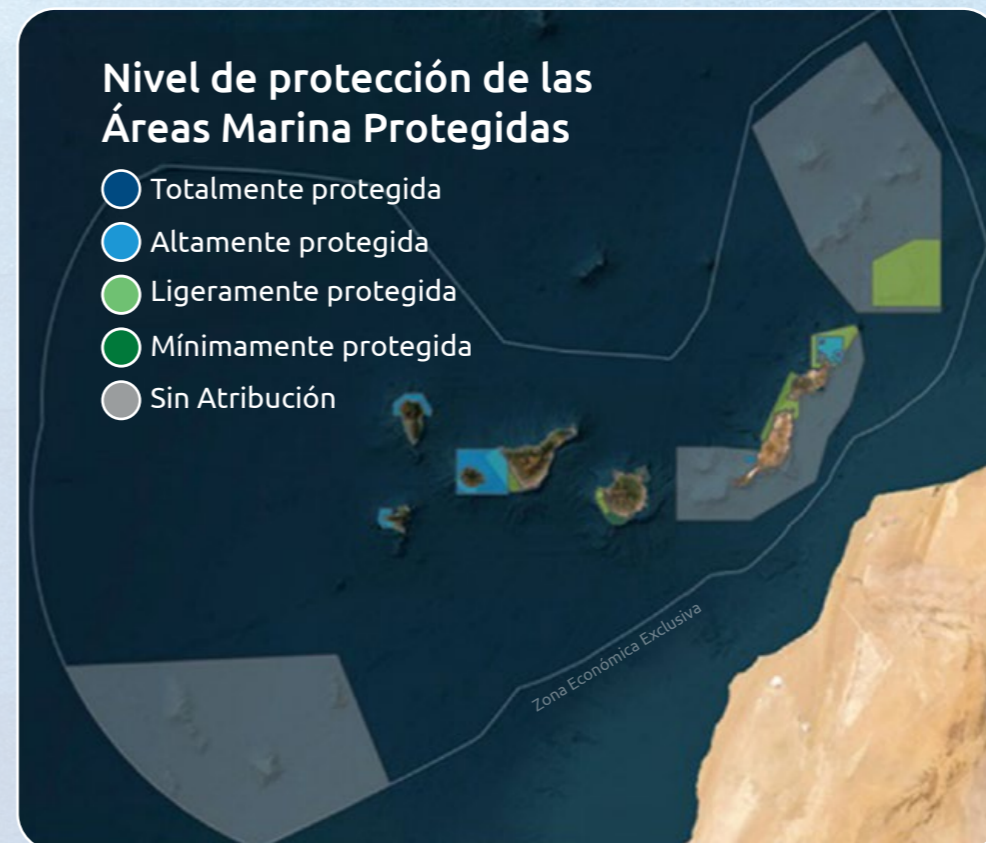 Nivel de protección de las
Áreas Marina Protegidas
Totalmente protegida
Altamente protegida
Ligeramente protegida
Mínimamente protegida
Sin Atribución
Zona Económica Exclusiva